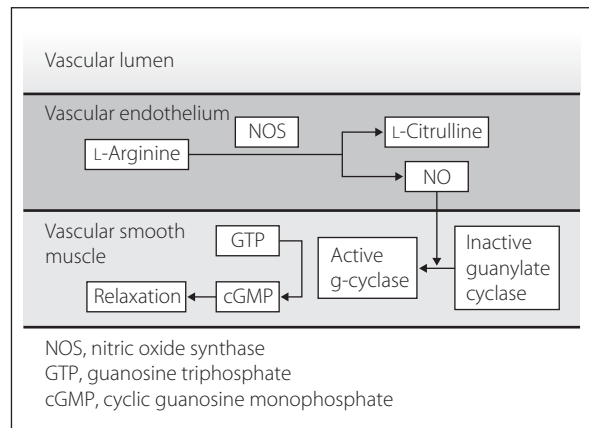 Vascular lumen
Vascular endothelium
NOS
L-Arginine
L-Citrulline
NO
Vascular smooth
muscle
GTP
Active
g-cyclase
Inactive
guanylate
cyclase
Relaxation
cGMP
NOS, nitric oxide synthase
GTP, guanosine triphosphate
cGMP, cyclic guanosine monophosphate